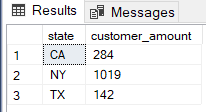 Results Messages
state customer_amount
1 CA 284
2 NY 1019
3 TX 142